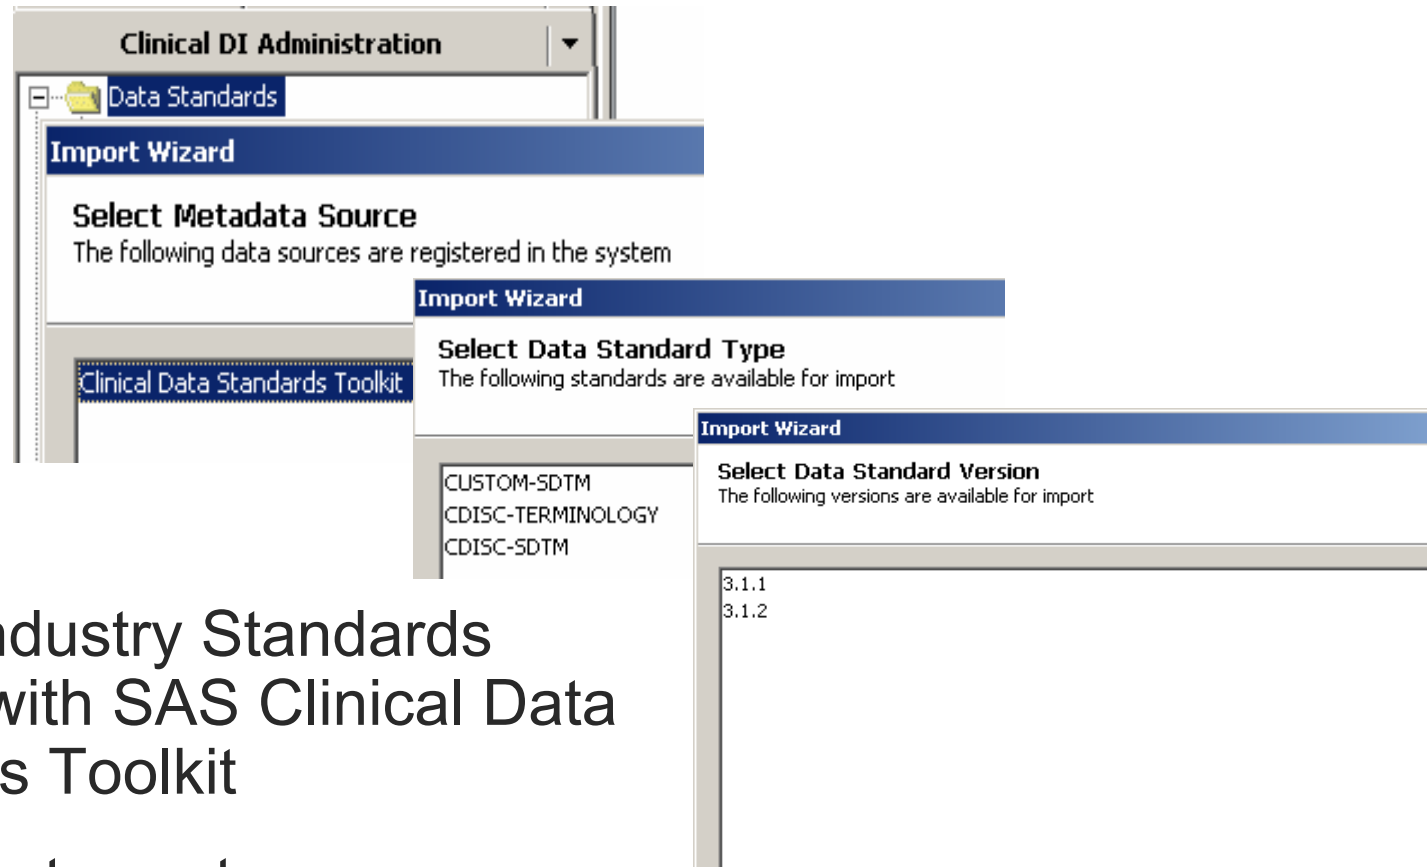 Clinical DI Administration
Data Standards
Import Wizard
Select Metadata Source
The following data sources are registered in the system
Clinical Data Standards Toolkit
Import Wizard
Select Data Standard Type
The following standards are available for import
CUSTOM-SDTM
CDISC-TERMINOLOGY
CDISC-SDTM
Import Wizard
Select Data Standard Version
The following versions are available for import
3.1.1
3.1.2
ndustry Standards
with SAS Clinical Data
s Toolkit